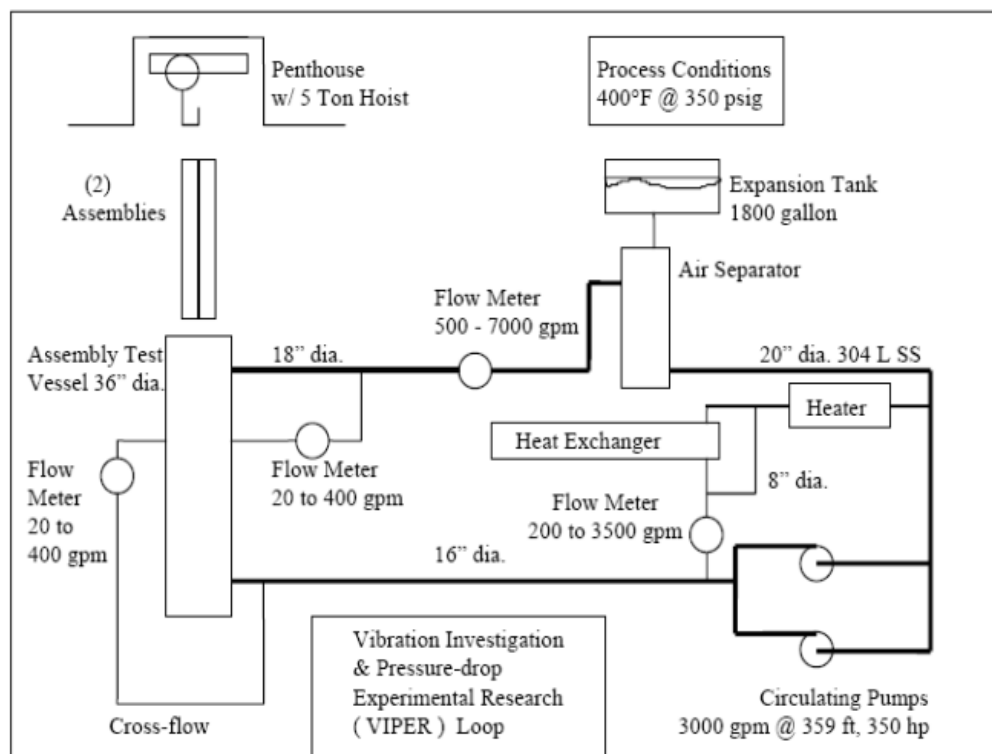 Penthouse
w/ 5 Ton Hoist
Process Conditions
400°F @ 350 psig
(2)
Assemblies
Expansion Tank
1800 gallon
Air Separator
Flow Meter
500 - 7000 gpm
Assembly Test
Vessel 36” dia.
18” dia.
20” dia. 304 L SS
Heater
Heat Exchanger
Flow Meter
20 to 400 gpm
Flow
Meter
20 to
400 gpm
8” dia.
Flow Meter
200 to 3500 gpm
16” dia.
Vibration Investigation
& Pressure-drop
Experimental Research
( VIPER ) Loop
Cross-flow
Circulating Pumps
3000 gpm @ 359 ft, 350 hp